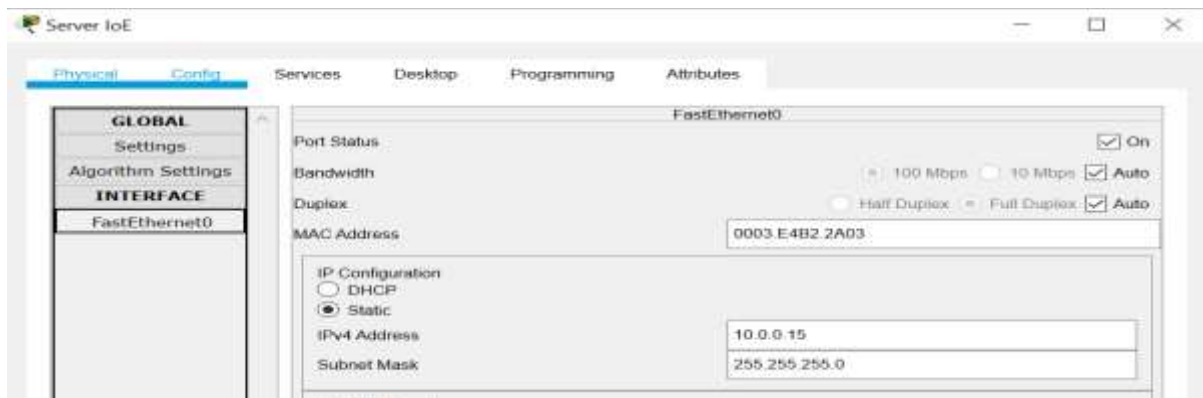 Server IoE
Physical Config Services Desktop Programming Attributes
GLOBAL
Settings
Algorithm Settings
INTERFACE
FastEthernet0
FastEthernet0
Port Status On
Bandwidth 100 Mbps 10 Mbps Auto
Duplex Half Duplex Full Duplex Auto
MAC Address 0003.E4B2.2A03
IP Configuration
DHCP
Static
IPv4 Address 10.0.0.15
Subnet Mask 255.255.255.0